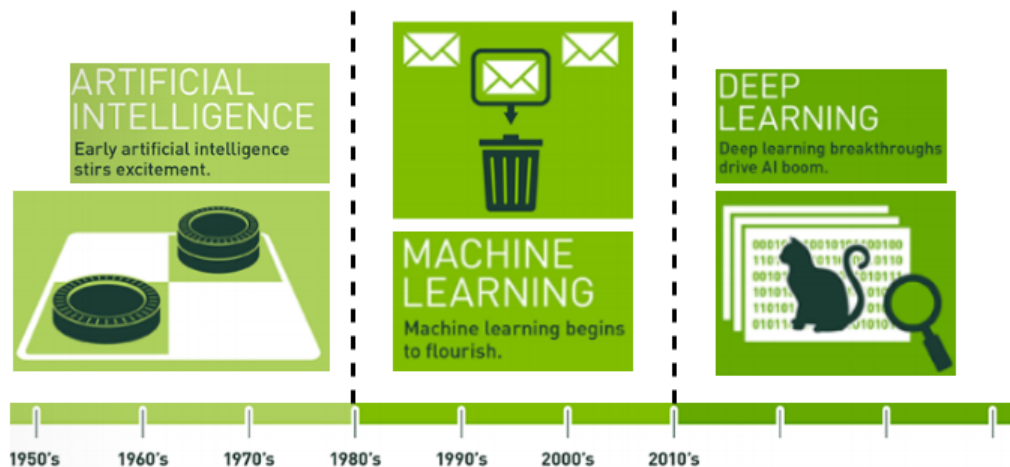 ARTIFICIAL
INTELLIGENCE
Early artificial intelligence
stirs excitement.
MACHINE
LEARNING
Machine learning begins
to flourish.
DEEP
LEARNING
Deep learning breakthroughs
drive AI boom.
1950's 1960's 1970's 1980's 1990's 2000's 2010's